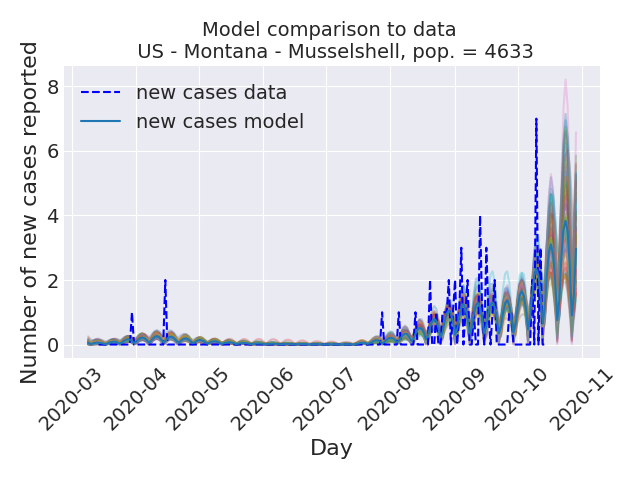 Model comparison to data
US - Montana - Musselshell, pop. = 4633
Number of new cases reported
8
6
4
2
0
new cases data
new cases model
2020-03
2020-04
2020-05
2020-06
2020-07
2020-08
2020-09
2020-10
2020-11
Day